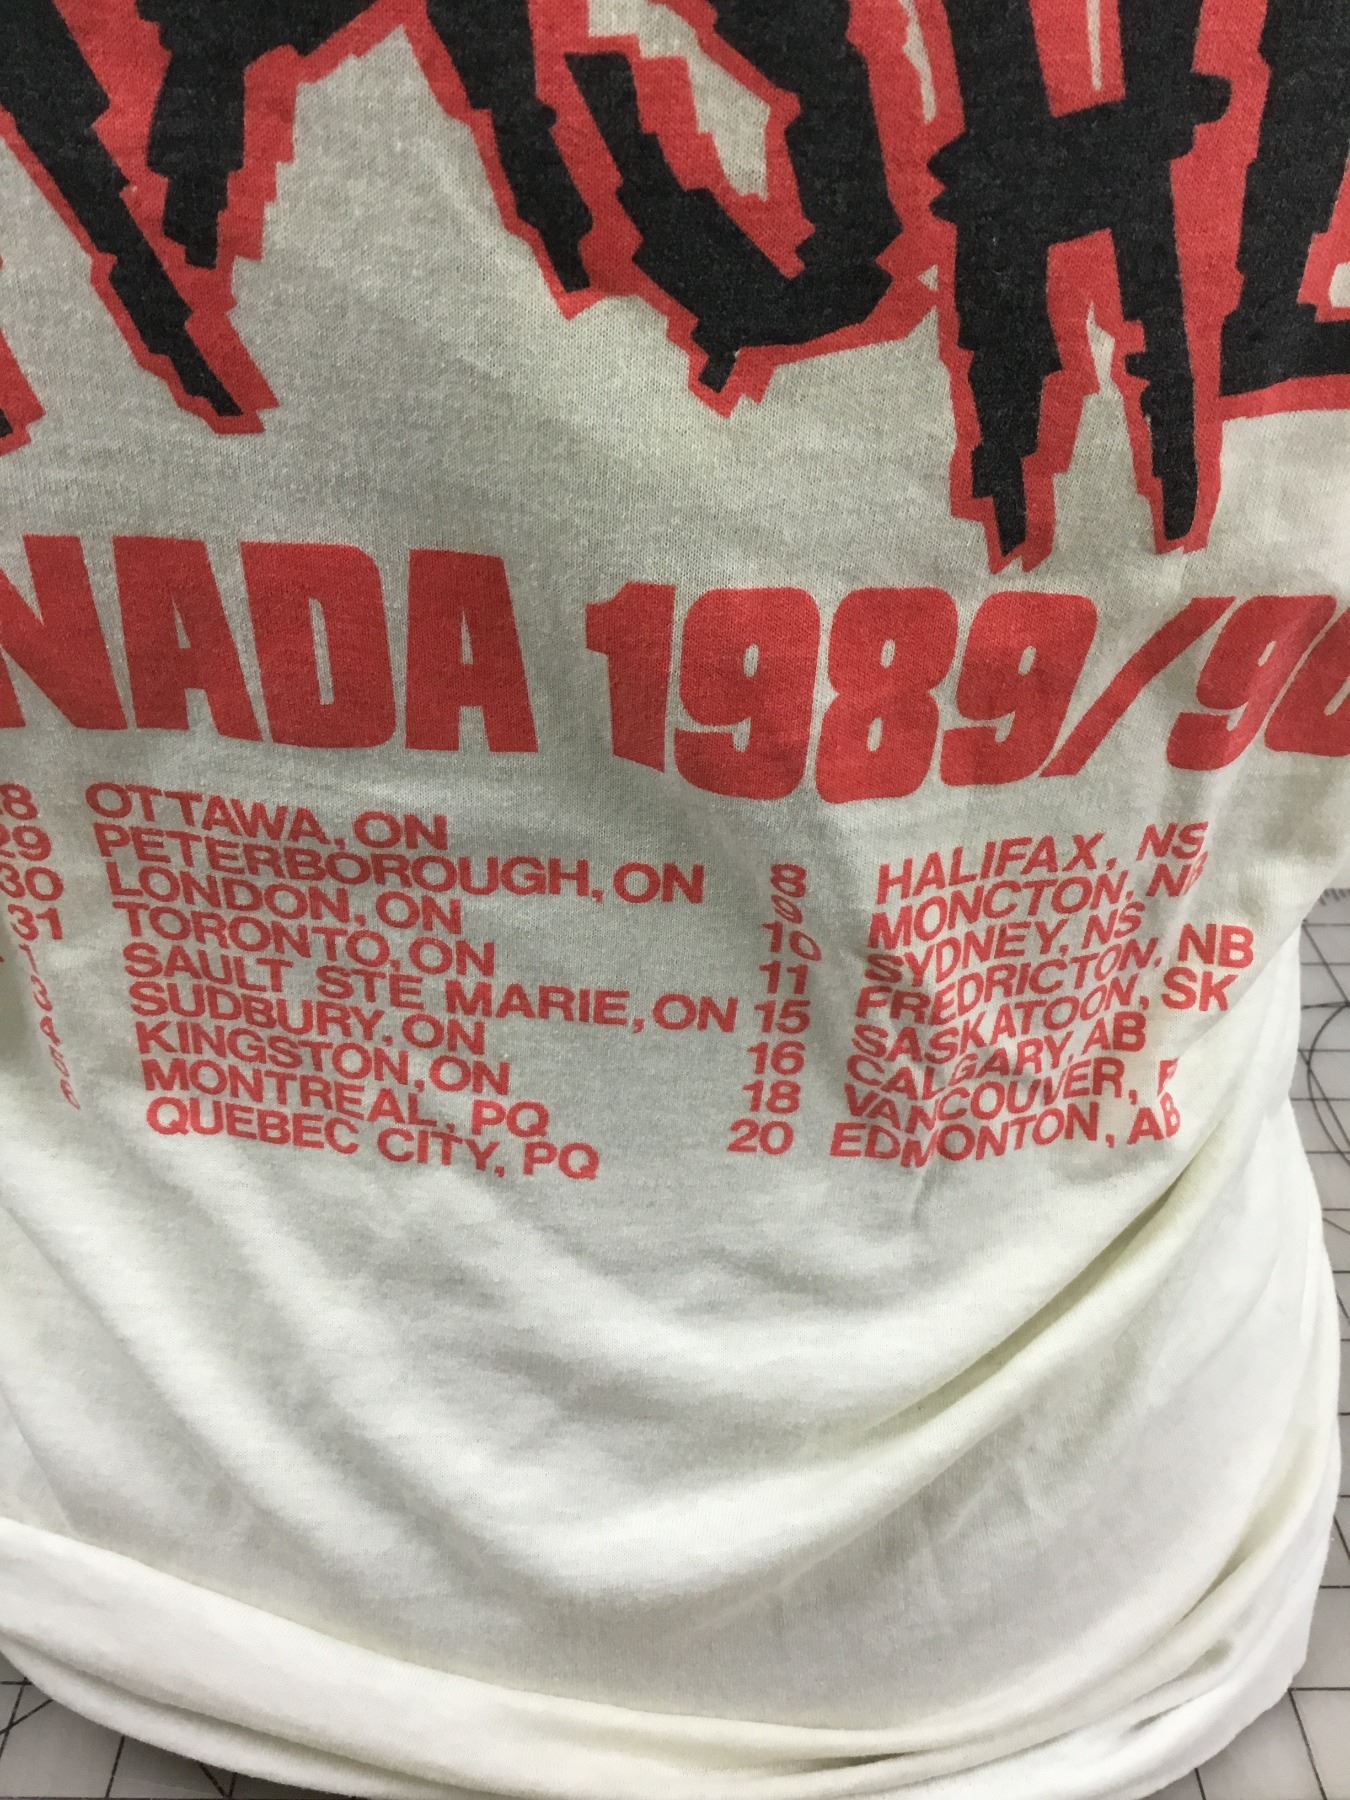 NADA 1989/90
8 OTTAWA, ON
29 PETERBOROUGH, ON
30 LONDON, ON
31 TORONTO, ON
SAULT STE MARIE, ON
SUDBURY, ON
KINGSTON, ON
MONTREAL, PQ
QUEBEC CITY, PQ
8 HALIFAX, NS
9 MONCTON, NB
10 SYDNEY, NS
11 FREDRICTON, NB
15 SASKATOON, SK
16 CALGARY, AB
18 VANCOUVER,
20 EDMONTON, AB